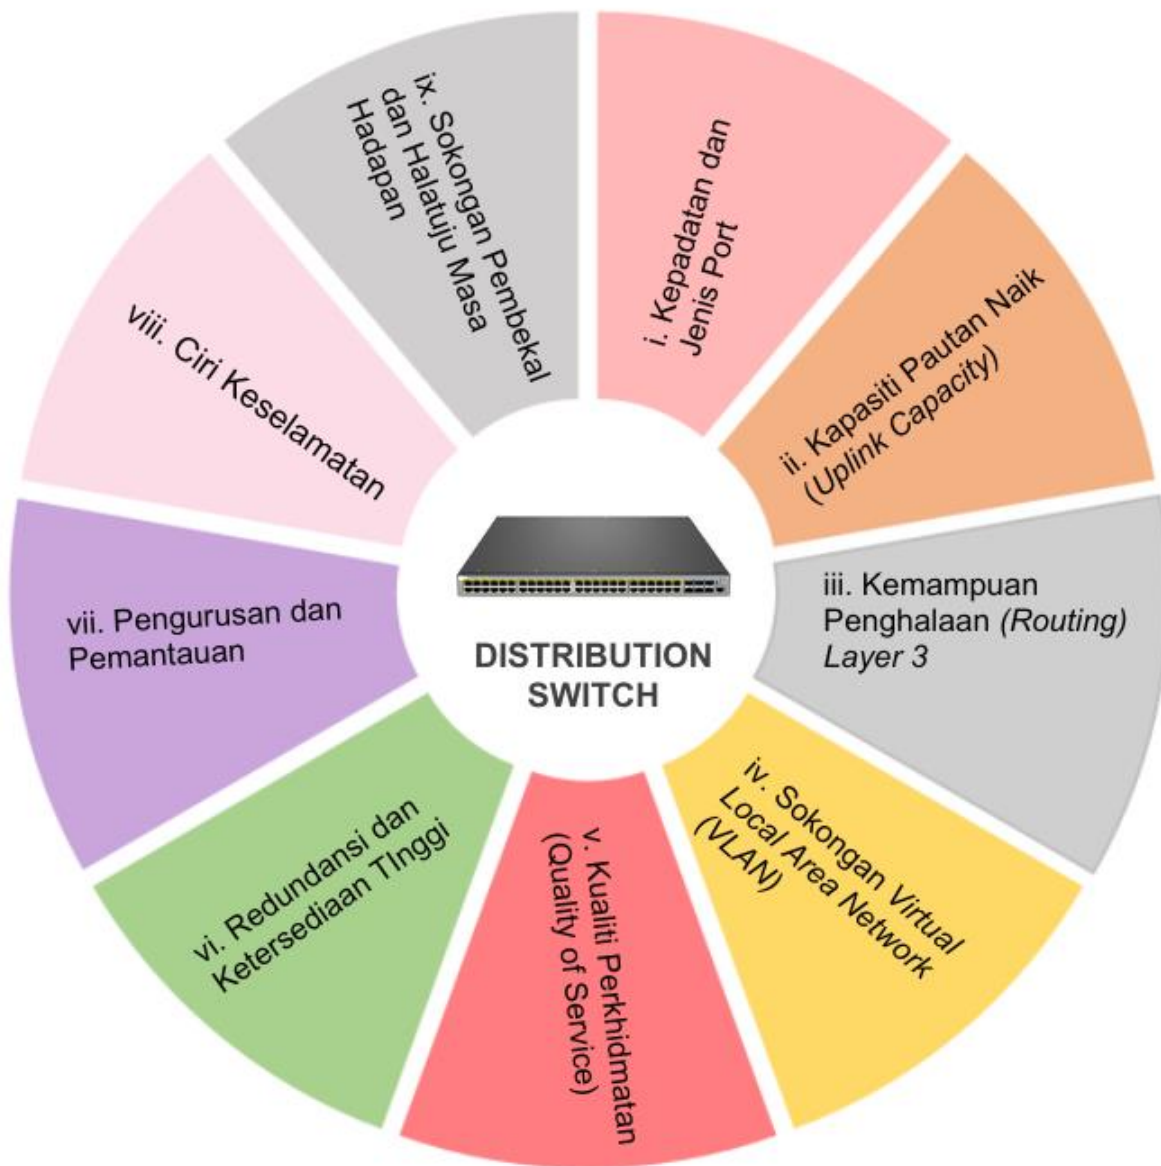 i. Kepadatan dan
Jenis Port
ii. Kapasiti Pautan Naik
(Uplink Capacity)
iii. Kemampuan
Penghalaan (Routing)
Layer 3
iv. Sokongan Virtual
Local Area Network
(VLAN)
v. Kualiti Perkhidmatan
(Quality of Service)
vi. Redundansi dan
Ketersediaan TInggi
vii. Pengurusan dan
Pemantauan
viii. Ciri Keselamatan
ix. Sokongan Pembekal
dan Halatuju Masa
Hadapan
DISTRIBUTION
SWITCH